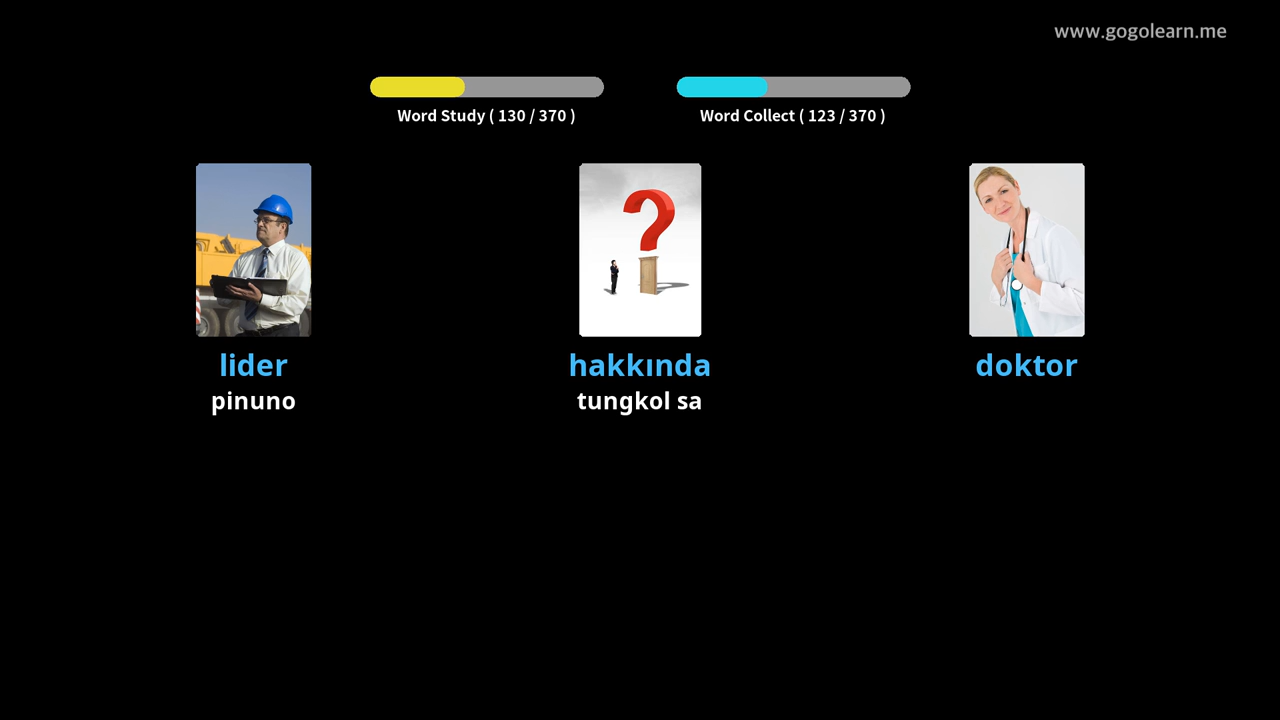 www.gogolearn.me
Word Study ( 130 / 370 )
Word Collect ( 123 / 370 )
lider
hakkında
doktor
pinuno
tungkol sa